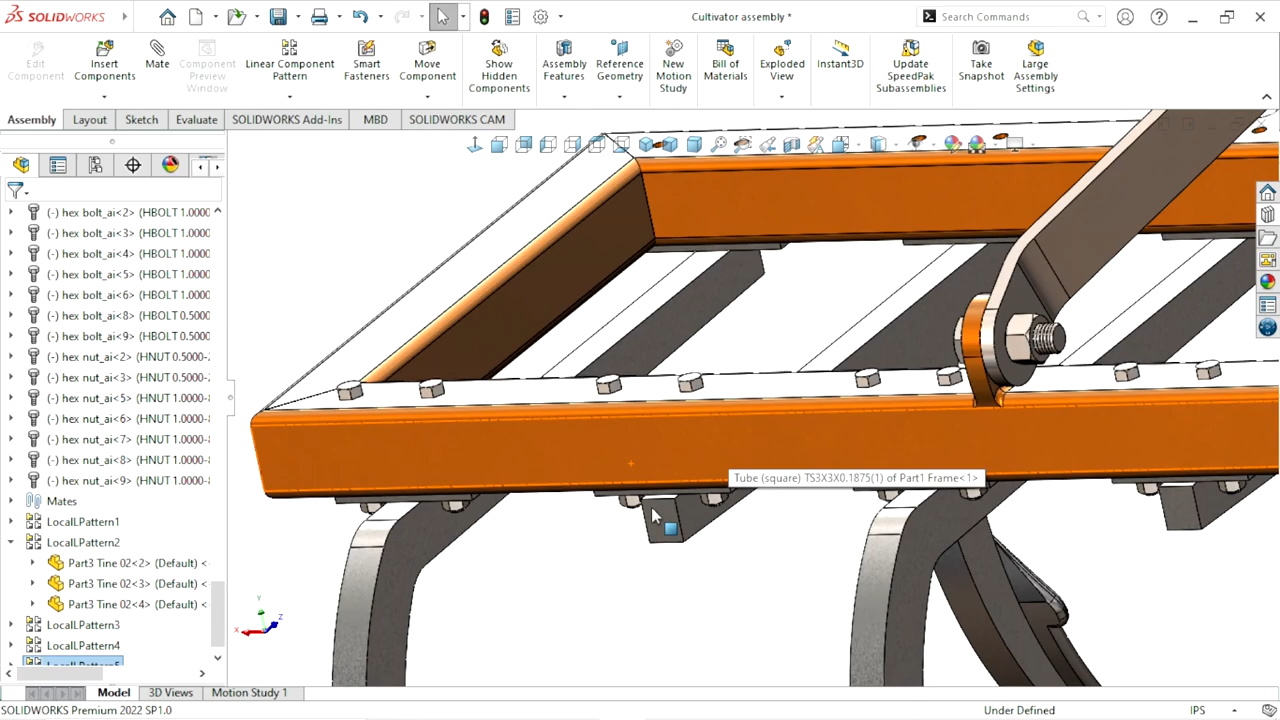 SOLIDWORKS
Cultivator assembly *
Search Commands
Edit Component
Insert Components
Mate
Component Preview Window
Linear Component Pattern
Smart Fasteners
Move Component
Show Hidden Components
Assembly Features
Reference Geometry
New Motion Study
Bill of Materials
Exploded View
Instant3D
Update SpeedPak Subassemblies
Take Snapshot
Large Assembly Settings
Assembly
Layout
Sketch
Evaluate
SOLIDWORKS Add-Ins
MBD
SOLIDWORKS CAM
(-) hex bolt_ai<2> (HBOLT 1.0000
(-) hex bolt_ai<3> (HBOLT 1.0000
(-) hex bolt_ai<4> (HBOLT 1.0000
(-) hex bolt_ai<5> (HBOLT 1.0000
(-) hex bolt_ai<6> (HBOLT 1.0000
(-) hex bolt_ai<8> (HBOLT 0.5000
(-) hex bolt_ai<9> (HBOLT 0.5000
(-) hex nut_ai<2> (HNUT 0.5000-
(-) hex nut_ai<3> (HNUT 0.5000-
(-) hex nut_ai<5> (HNUT 1.0000-
(-) hex nut_ai<6> (HNUT 1.0000-
(-) hex nut_ai<7> (HNUT 1.0000-
(-) hex nut_ai<8> (HNUT 1.0000-
(-) hex nut_ai<9> (HNUT 1.0000-
Mates
LocalLPattern1
LocalLPattern2
Part3 Tine 02<2> (Default) <
Part3 Tine 02<3> (Default) <
Part3 Tine 02<4> (Default) <
LocalLPattern3
LocalLPattern4
LocalLPattern5
Tube (square) TS3X3X0.1875(1) of Part1 Frame<1>
Y
Z
X
Model
3D Views
Motion Study 1
SOLIDWORKS Premium 2022 SP1.0
Under Defined
IPS